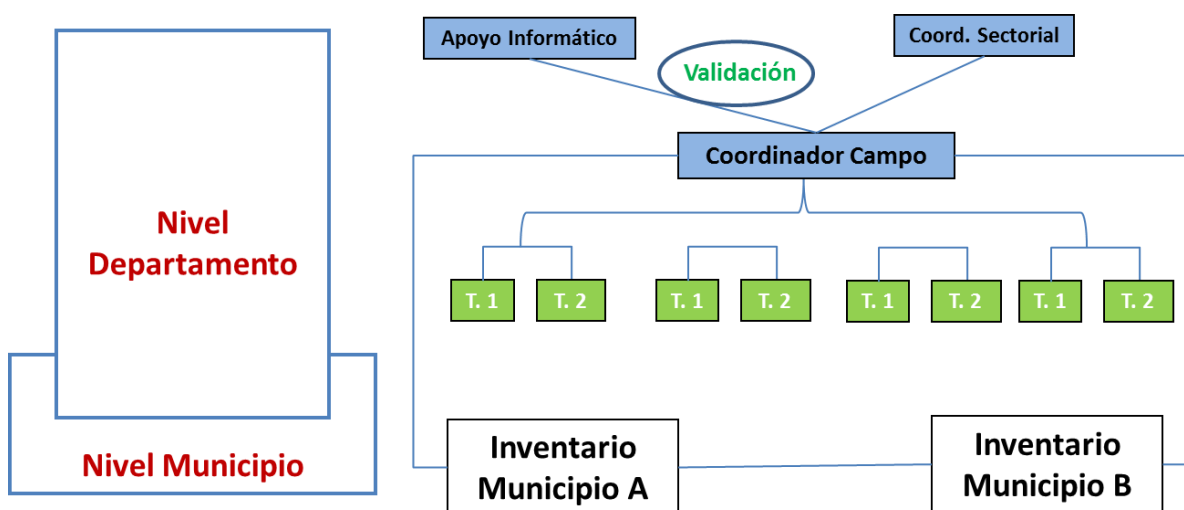 Nivel
Departamento
Nivel Municipio
Apoyo Informático
Coord. Sectorial
Validación
Coordinador Campo
T. 1
T. 2
T. 1
T. 2
T. 1
T. 2
T. 1
T. 2
Inventario
Municipio A
Inventario
Municipio B